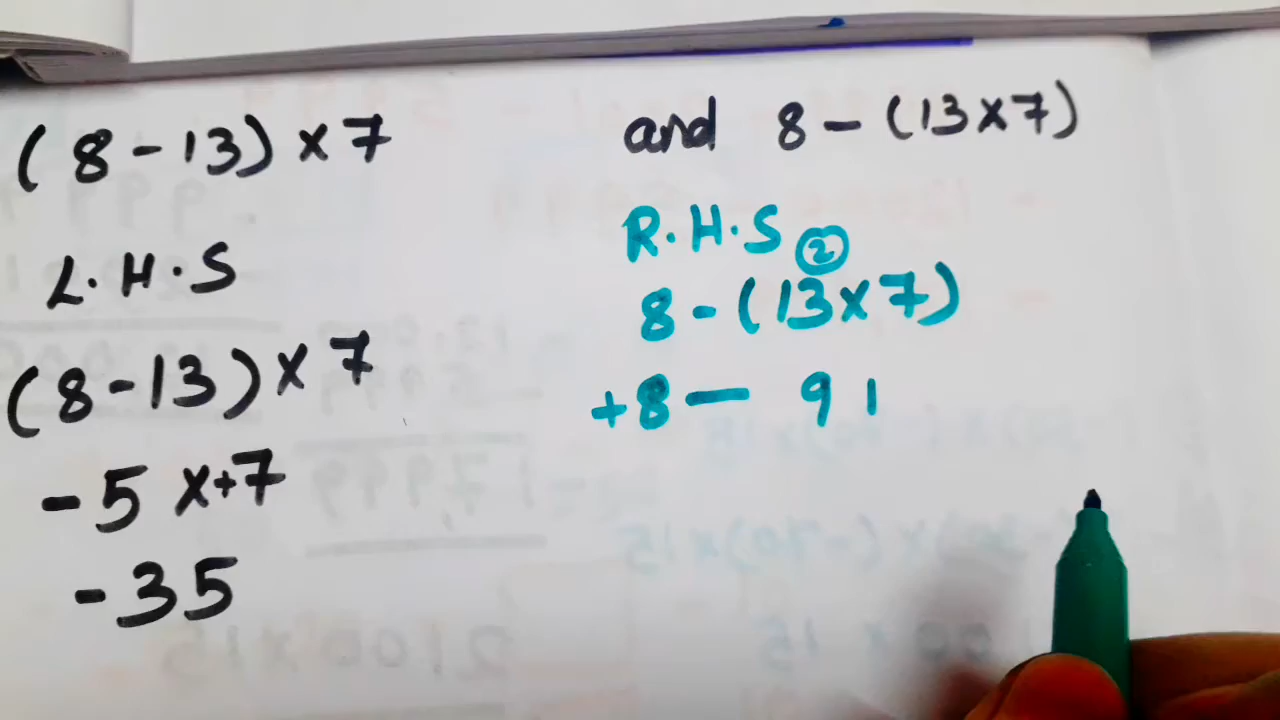 (8-13) × 7 and 8 - (13×7)
L.H.S
(8-13) × 7
-5 ×+7
-35
R.H.S ②
8 - (13×7)
+8 - 91